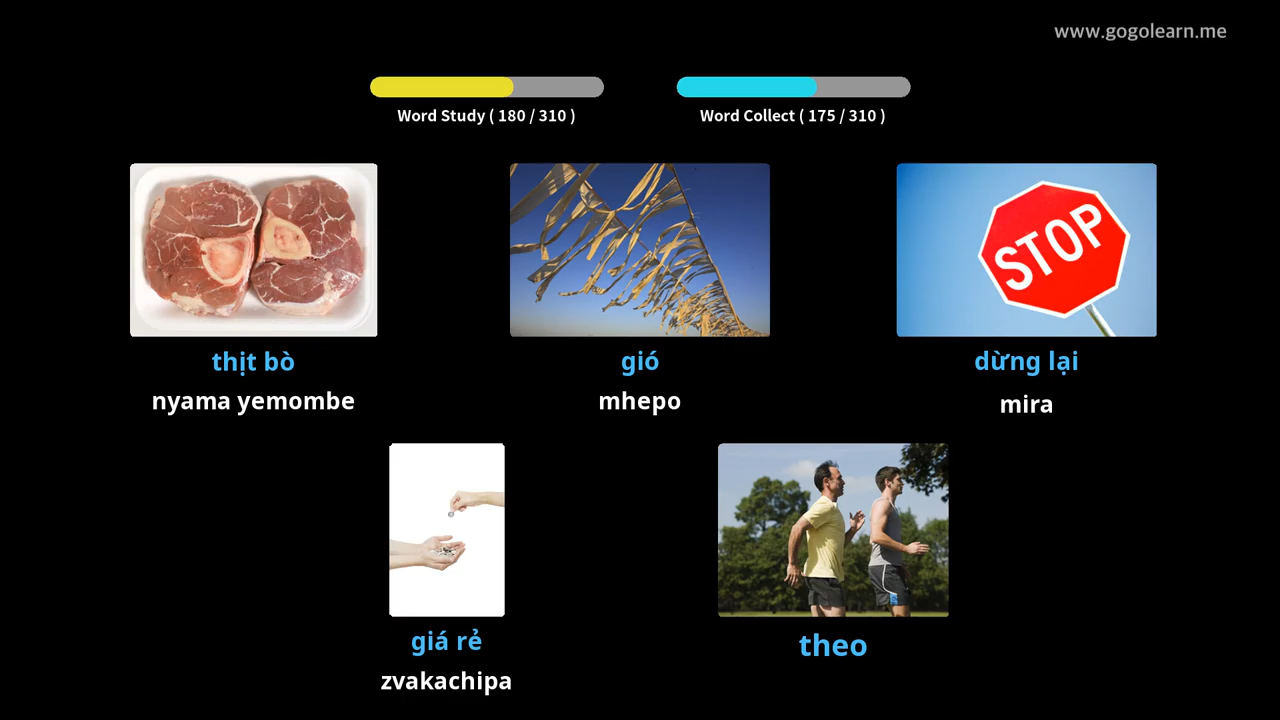 www.gogolearn.me
Word Study ( 180 / 310 )
Word Collect ( 175 / 310 )
STOP
thịt bò
nyama yemombe
gió
mhepo
dừng lại
mira
giá rẻ
zvakachipa
theo